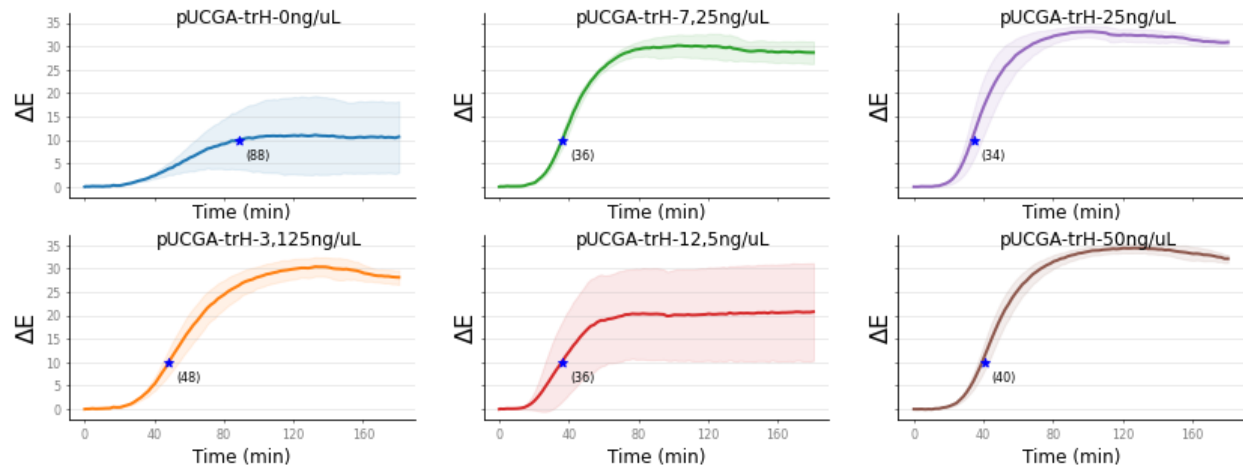 pUCGA-trH-0ng/uL
35
30
25
20
15
10
5
0
ΔE
(88)
Time (min)
pUCGA-trH-7,25ng/uL
ΔE
(36)
Time (min)
pUCGA-trH-25ng/uL
ΔE
(34)
Time (min)
pUCGA-trH-3,125ng/uL
35
30
25
20
15
10
5
0
ΔE
(48)
0 40 80 120 160
Time (min)
pUCGA-trH-12,5ng/uL
ΔE
(36)
0 40 80 120 160
Time (min)
pUCGA-trH-50ng/uL
ΔE
(40)
0 40 80 120 160
Time (min)